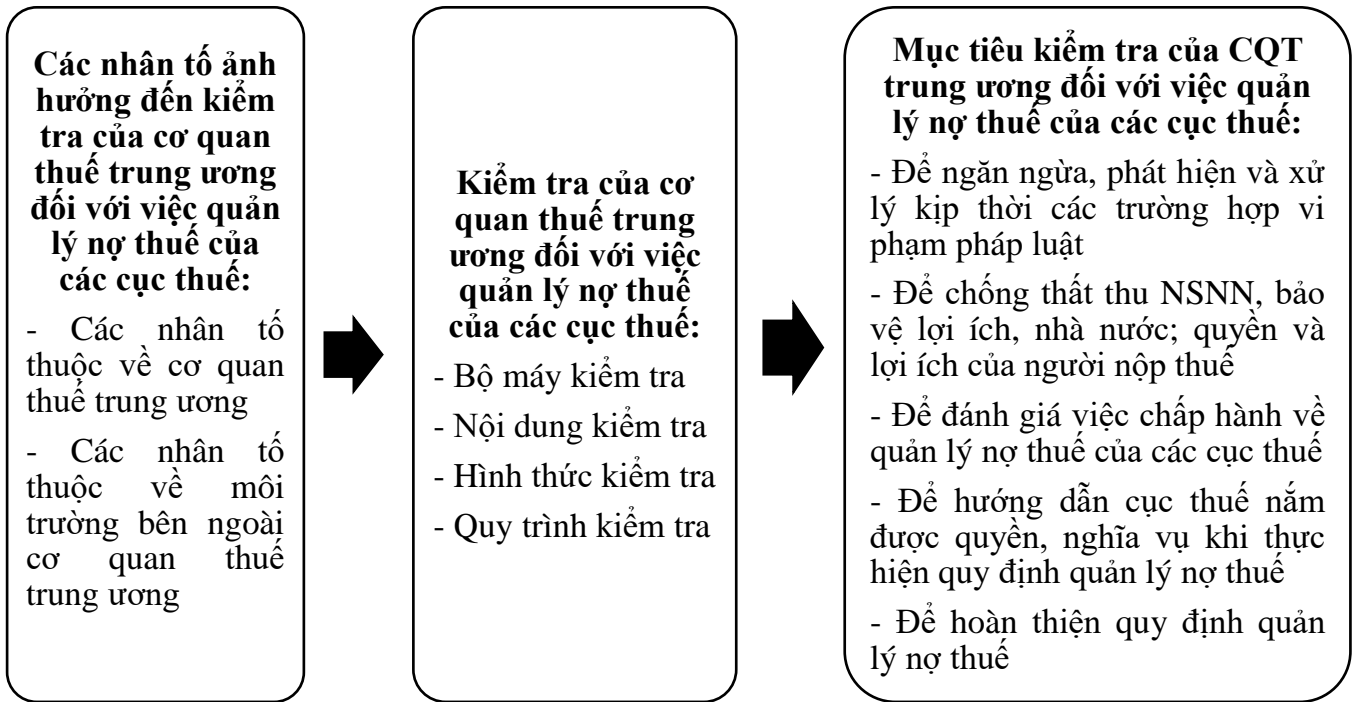 Các nhân tố ảnh
hưởng đến kiểm
tra của cơ quan
thuế trung ương
đối với việc quản
lý nợ thuế của
các cục thuế:
- Các nhân tố
thuộc về cơ quan
thuế trung ương
- Các nhân tố
thuộc về môi
trường bên ngoài
cơ quan thuế
trung ương
Kiểm tra của cơ
quan thuế trung
ương đối với việc
quản lý nợ thuế
của các cục thuế:
- Bộ máy kiểm tra
- Nội dung kiểm tra
- Hình thức kiểm tra
- Quy trình kiểm tra
Mục tiêu kiểm tra của CQT
trung ương đối với việc quản
lý nợ thuế của các cục thuế:
- Để ngăn ngừa, phát hiện và xử
lý kịp thời các trường hợp vi
phạm pháp luật
- Để chống thất thu NSNN, bảo
vệ lợi ích, nhà nước; quyền và
lợi ích của người nộp thuế
- Để đánh giá việc chấp hành về
quản lý nợ thuế của các cục thuế
- Để hướng dẫn cục thuế nắm
được quyền, nghĩa vụ khi thực
hiện quy định quản lý nợ thuế
- Để hoàn thiện quy định quản
lý nợ thuế